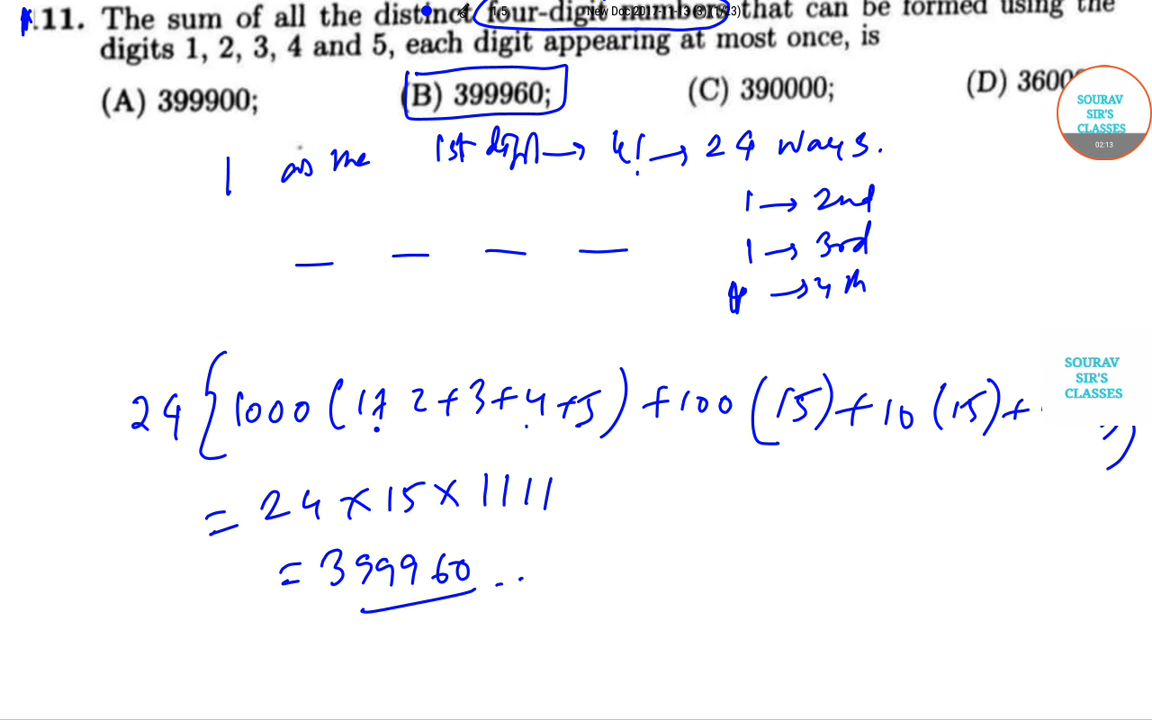 11. The sum of all the distinct four-digit numbers that can be formed using the
digits 1, 2, 3, 4 and 5, each digit appearing at most once, is
(A) 399900; (B) 399960; (C) 390000; (D) 3600
SOURAV
SIR'S
CLASSES
02:13
1 as the 1st digit → 4! → 24 ways.
1 → 2nd
1 → 3rd
1 → 4th
24 { 1000 (1+ 2+3+4+5) + 100 (15) + 10 (15) +
SOURAV
SIR'S
CLASSES
= 24 × 15 × 1111
= 399960 ..